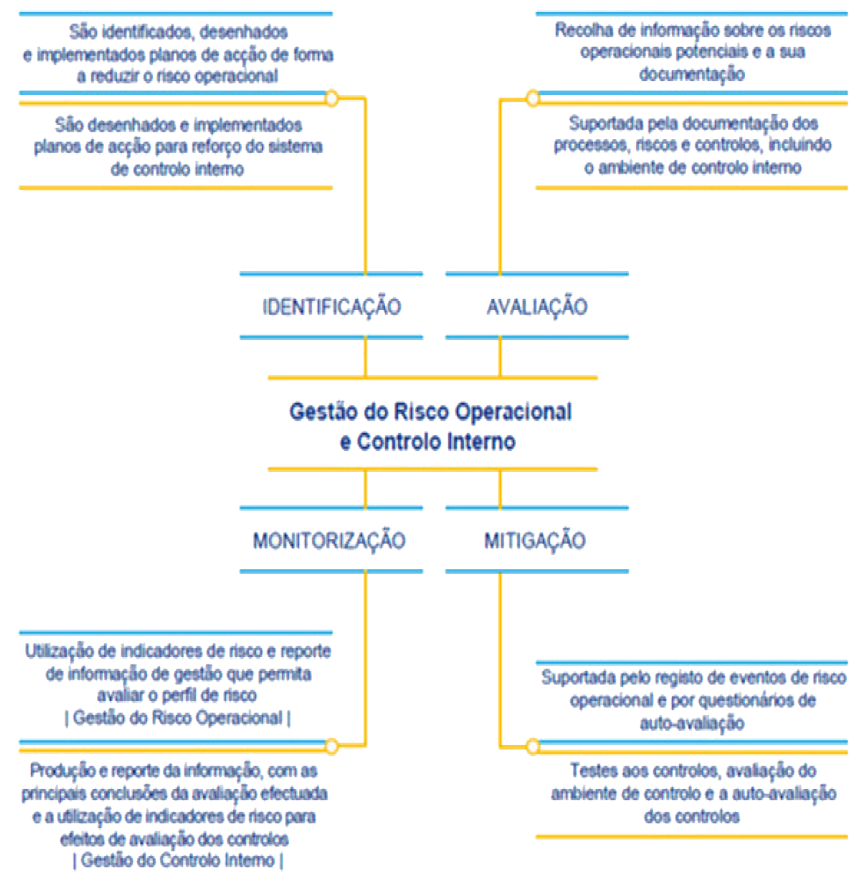 São identificados, desenhados
e implementados planos de acção de forma
a reduzir o risco operacional
São desenhados e implementados
planos de acção para reforço do sistema
de controlo interno
Recolha de informação sobre os riscos
operacionais potenciais e a sua
documentação
Suportada pela documentação dos
processos, riscos e controlos, incluindo
o ambiente de controlo interno
IDENTIFICAÇÃO
AVALIAÇÃO
Gestão do Risco Operacional
e Controlo Interno
MONITORIZAÇÃO
MITIGAÇÃO
Utilização de indicadores de risco e reporte
de informação de gestão que permita
avaliar o perfil de risco
| Gestão do Risco Operacional |
Produção e reporte da informação, com as
principais conclusões da avaliação efectuada
e a utilização de indicadores de risco para
efeitos de avaliação dos controlos
| Gestão do Controlo Interno |
Suportada pelo registo de eventos de risco
operacional e por questionários de
auto-avaliação
Testes aos controlos, avaliação do
ambiente de controlo e a auto-avaliação
dos controlos